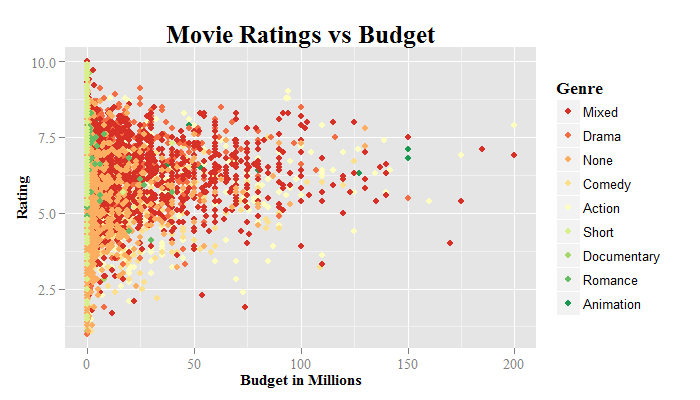 Movie Ratings vs Budget
10.0
7.5
5.0
2.5
Rating
0
50
100
150
200
Budget in Millions
Genre
Mixed
Drama
None
Comedy
Action
Short
Documentary
Romance
Animation